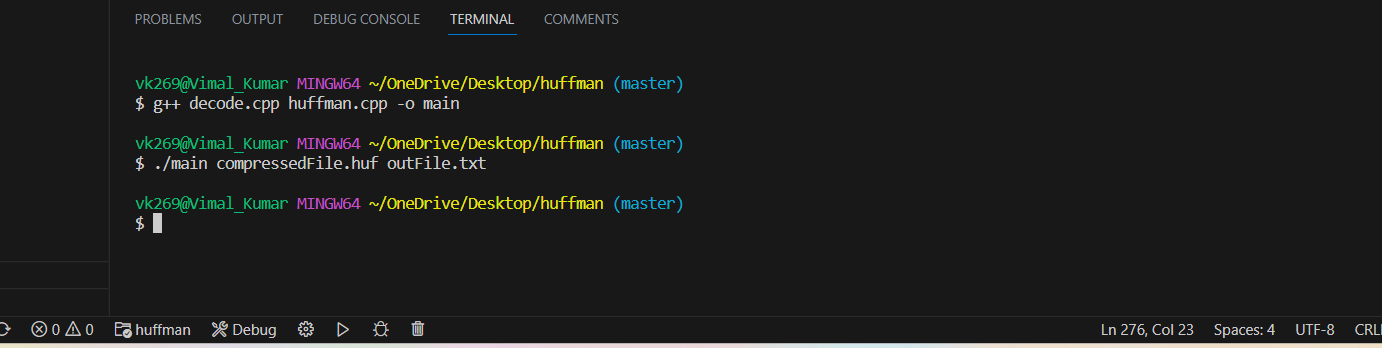 PROBLEMS OUTPUT DEBUG CONSOLE TERMINAL COMMENTS
vk269@Vimal_Kumar MINGW64 ~/OneDrive/Desktop/huffman (master)
$ g++ decode.cpp huffman.cpp -o main
vk269@Vimal_Kumar MINGW64 ~/OneDrive/Desktop/huffman (master)
$ ./main compressedFile.huf outFile.txt
vk269@Vimal_Kumar MINGW64 ~/OneDrive/Desktop/huffman (master)
$
0 0 huffman Debug Ln 276, Col 23 Spaces: 4 UTF-8 CRL